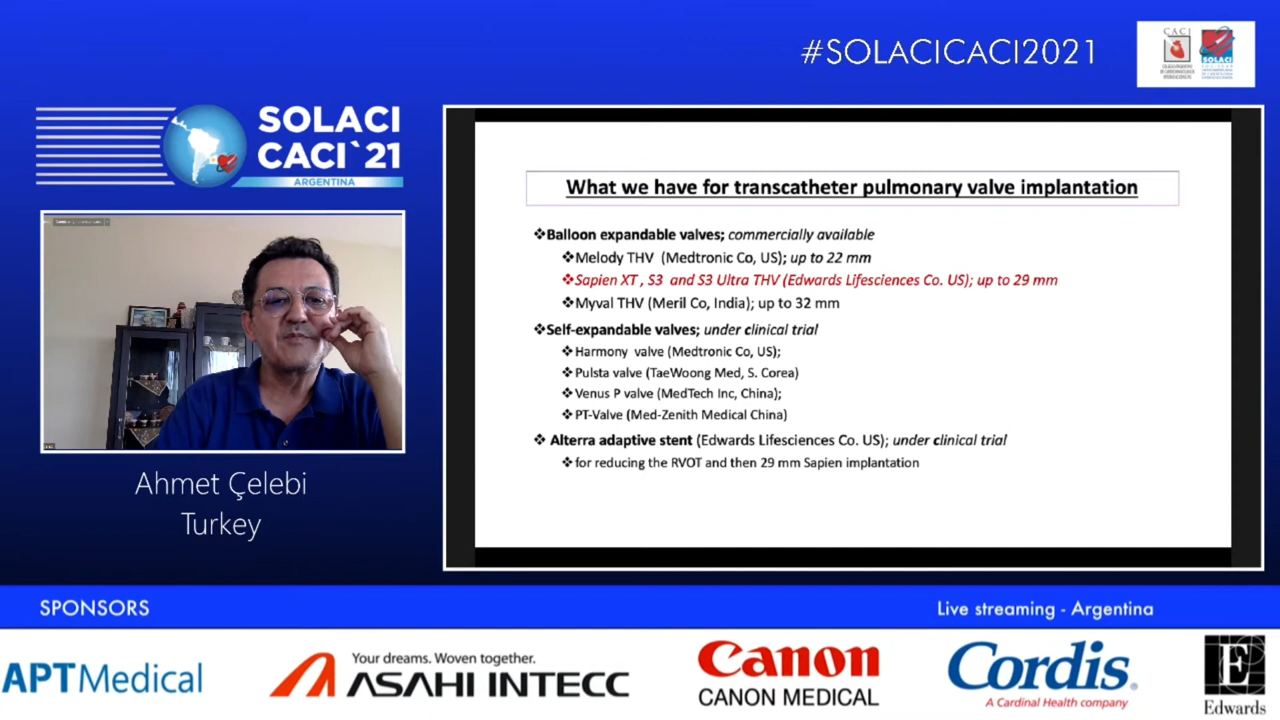 #SOLACICACI2021
CACI
SOLACI
SOLACI
CACI`21
ARGENTINA
What we have for transcatheter pulmonary valve implantation
❖Balloon expandable valves; commercially available
❖Melody THV (Medtronic Co, US); up to 22 mm
❖Sapien XT , S3 and S3 Ultra THV (Edwards Lifesciences Co. US); up to 29 mm
❖Myval THV (Meril Co, India); up to 32 mm
❖Self-expandable valves; under clinical trial
❖Harmony valve (Medtronic Co, US);
❖Pulsta valve (TaeWoong Med, S. Corea)
❖Venus P valve (MedTech Inc, China);
❖PT-Valve (Med-Zenith Medical China)
❖ Alterra adaptive stent (Edwards Lifesciences Co. US); under clinical trial
❖for reducing the RVOT and then 29 mm Sapien implantation
Ahmet Çelebi
Turkey
SPONSORS
Live streaming - Argentina
APTMedical
Your dreams. Woven together.
ASAHI INTECC
Canon
CANON MEDICAL
Cordis®
A Cardinal Health company
E
Edwards